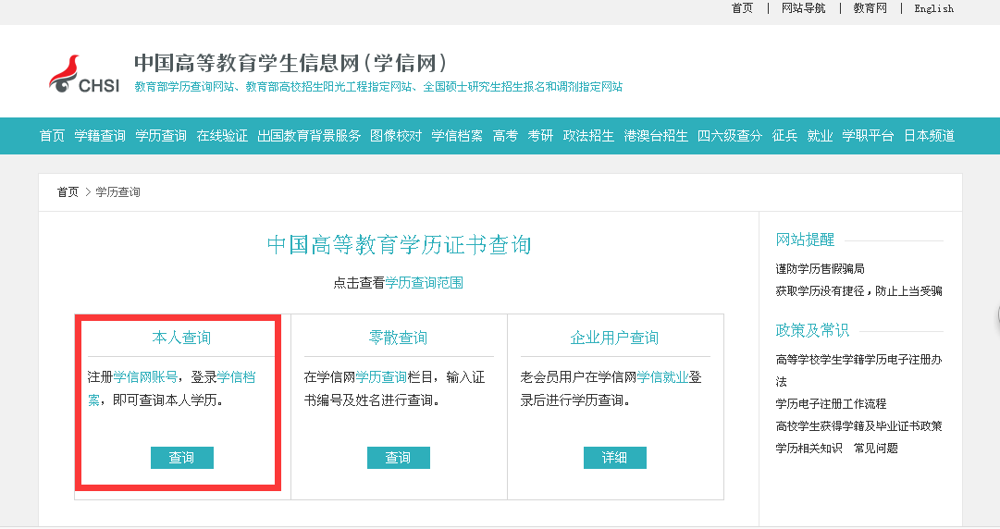 首页 | 网站导航 | 教育网 | English
中国高等教育学生信息网(学信网)
CHSI
教育部学历查询网站、教育部高校招生阳光工程指定网站、全国硕士研究生招生报名和调剂指定网站
首页 学籍查询 学历查询 在线验证 出国教育背景服务 图像校对 学信档案 高考 考研 政法招生 港澳台招生 四六级查分 征兵 就业 学职平台 日本频道
首页 > 学历查询
中国高等教育学历证书查询
点击查看学历查询范围
本人查询
注册学信网账号，登录学信档
案，即可查询本人学历。
查询
零散查询
在学信网学历查询栏目，输入证
书编号及姓名进行查询。
查询
企业用户查询
老会员用户在学信网学信就业登
录后进行学历查询。
详细
网站提醒
谨防学历售假骗局
获取学历没有捷径，防止上当受骗
政策及常识
高等学校学生学籍学历电子注册办
法
学历电子注册工作流程
高校学生获得学籍及毕业证书政策
学历相关知识 常见问题